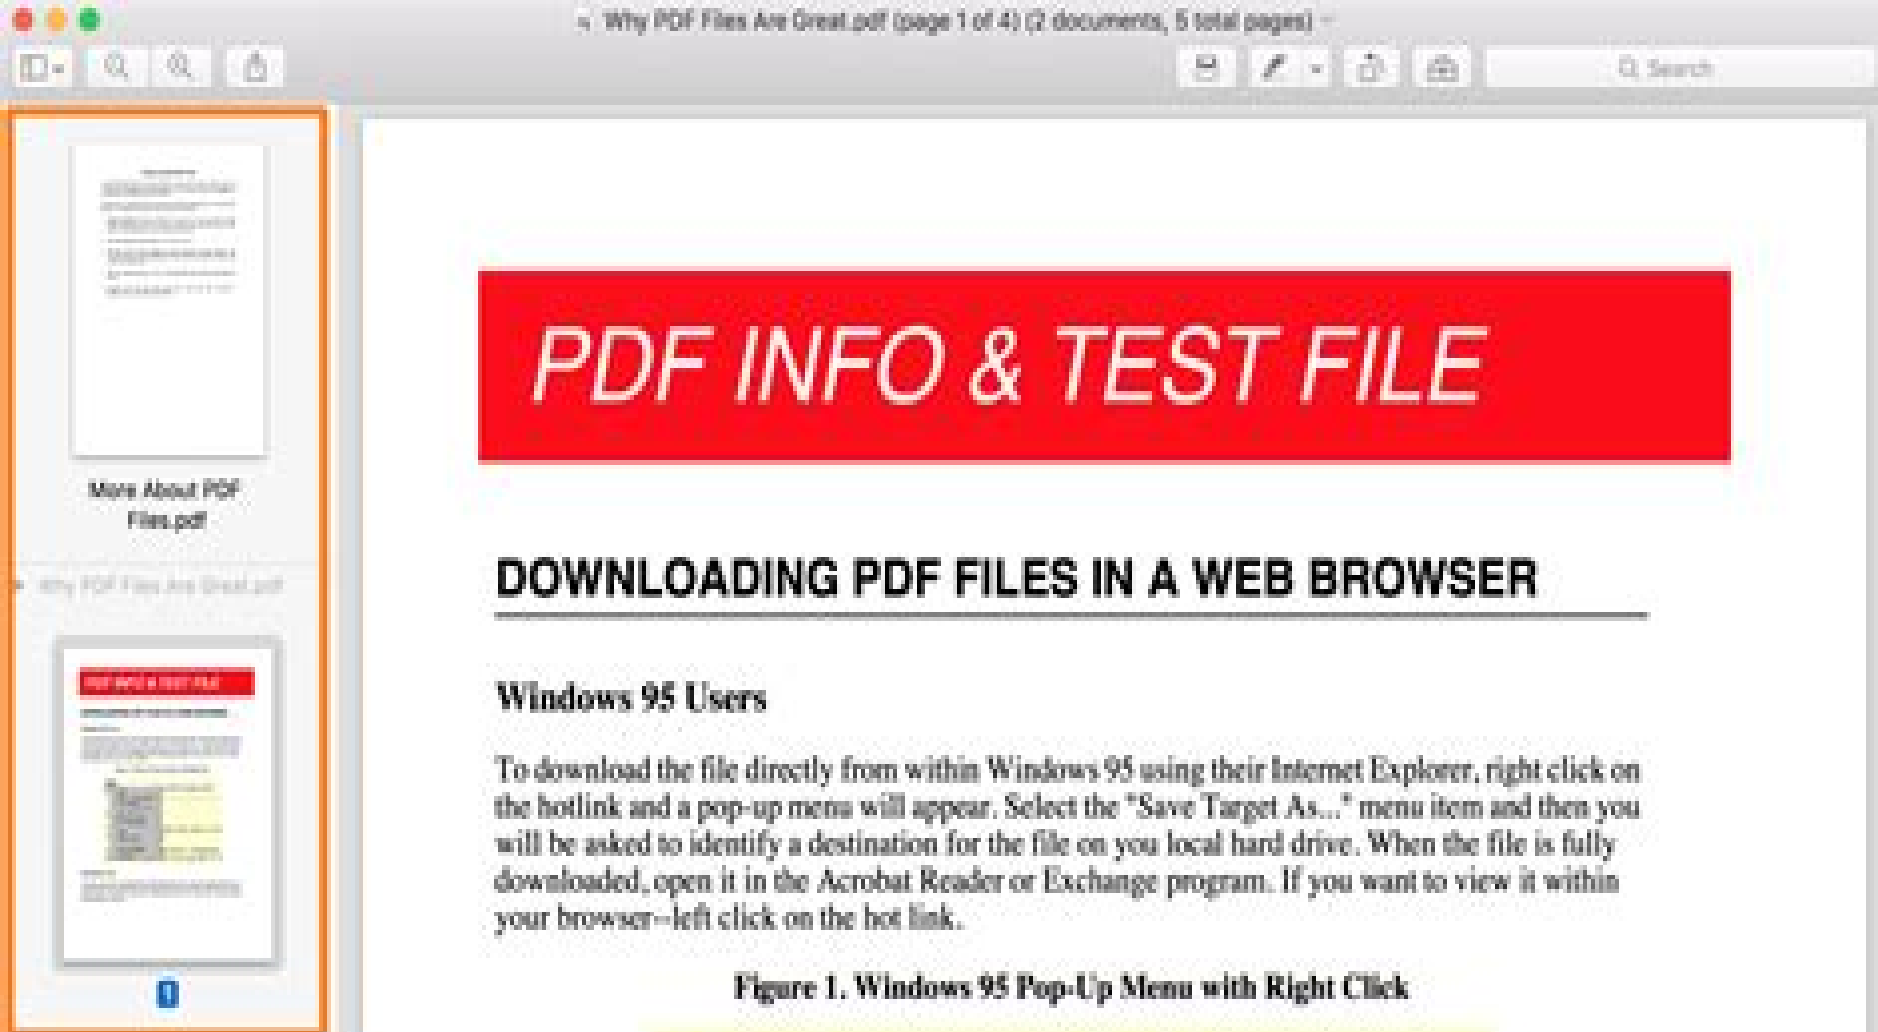 Why PDF Files Are Great.pdf (page 1 of 4) (2 documents, 5 total pages)
Search
More About PDF
Files.pdf
Why PDF Files Are Great.pdf
PDF INFO & TEST FILE
1
PDF INFO & TEST FILE
DOWNLOADING PDF FILES IN A WEB BROWSER
Windows 95 Users
To download the file directly from within Windows 95 using their Internet Explorer, right click on
the hotlink and a pop-up menu will appear. Select the "Save Target As..." menu item and then you
will be asked to identify a destination for the file on you local hard drive. When the file is fully
downloaded, open it in the Acrobat Reader or Exchange program. If you want to view it within
your browser--left click on the hot link.
Figure 1. Windows 95 Pop-Up Menu with Right Click